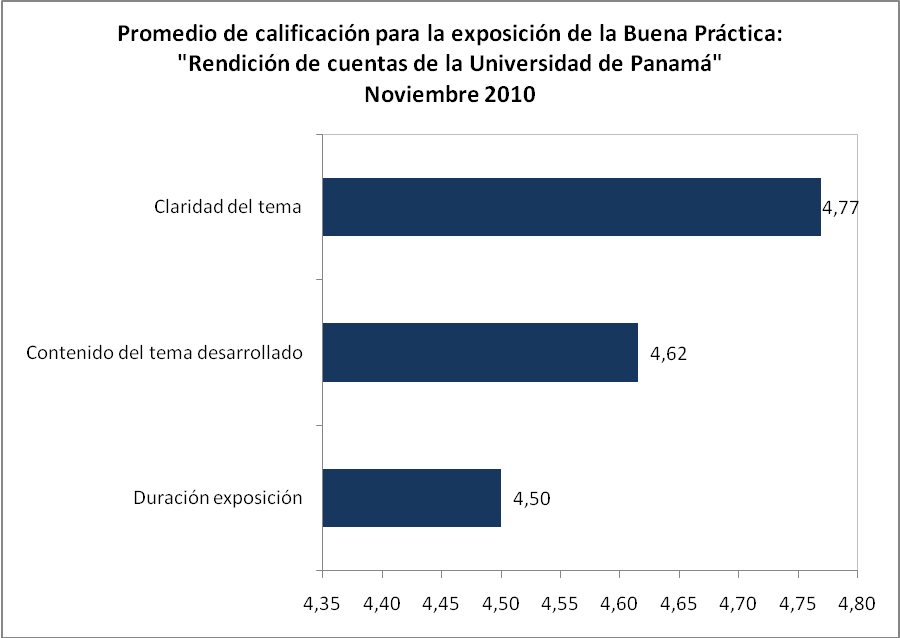 Promedio de calificación para la exposición de la Buena Práctica:
"Rendición de cuentas de la Universidad de Panamá"
Noviembre 2010
Claridad del tema
4,77
Contenido del tema desarrollado
4,62
Duración exposición
4,50
4,35 4,40 4,45 4,50 4,55 4,60 4,65 4,70 4,75 4,80